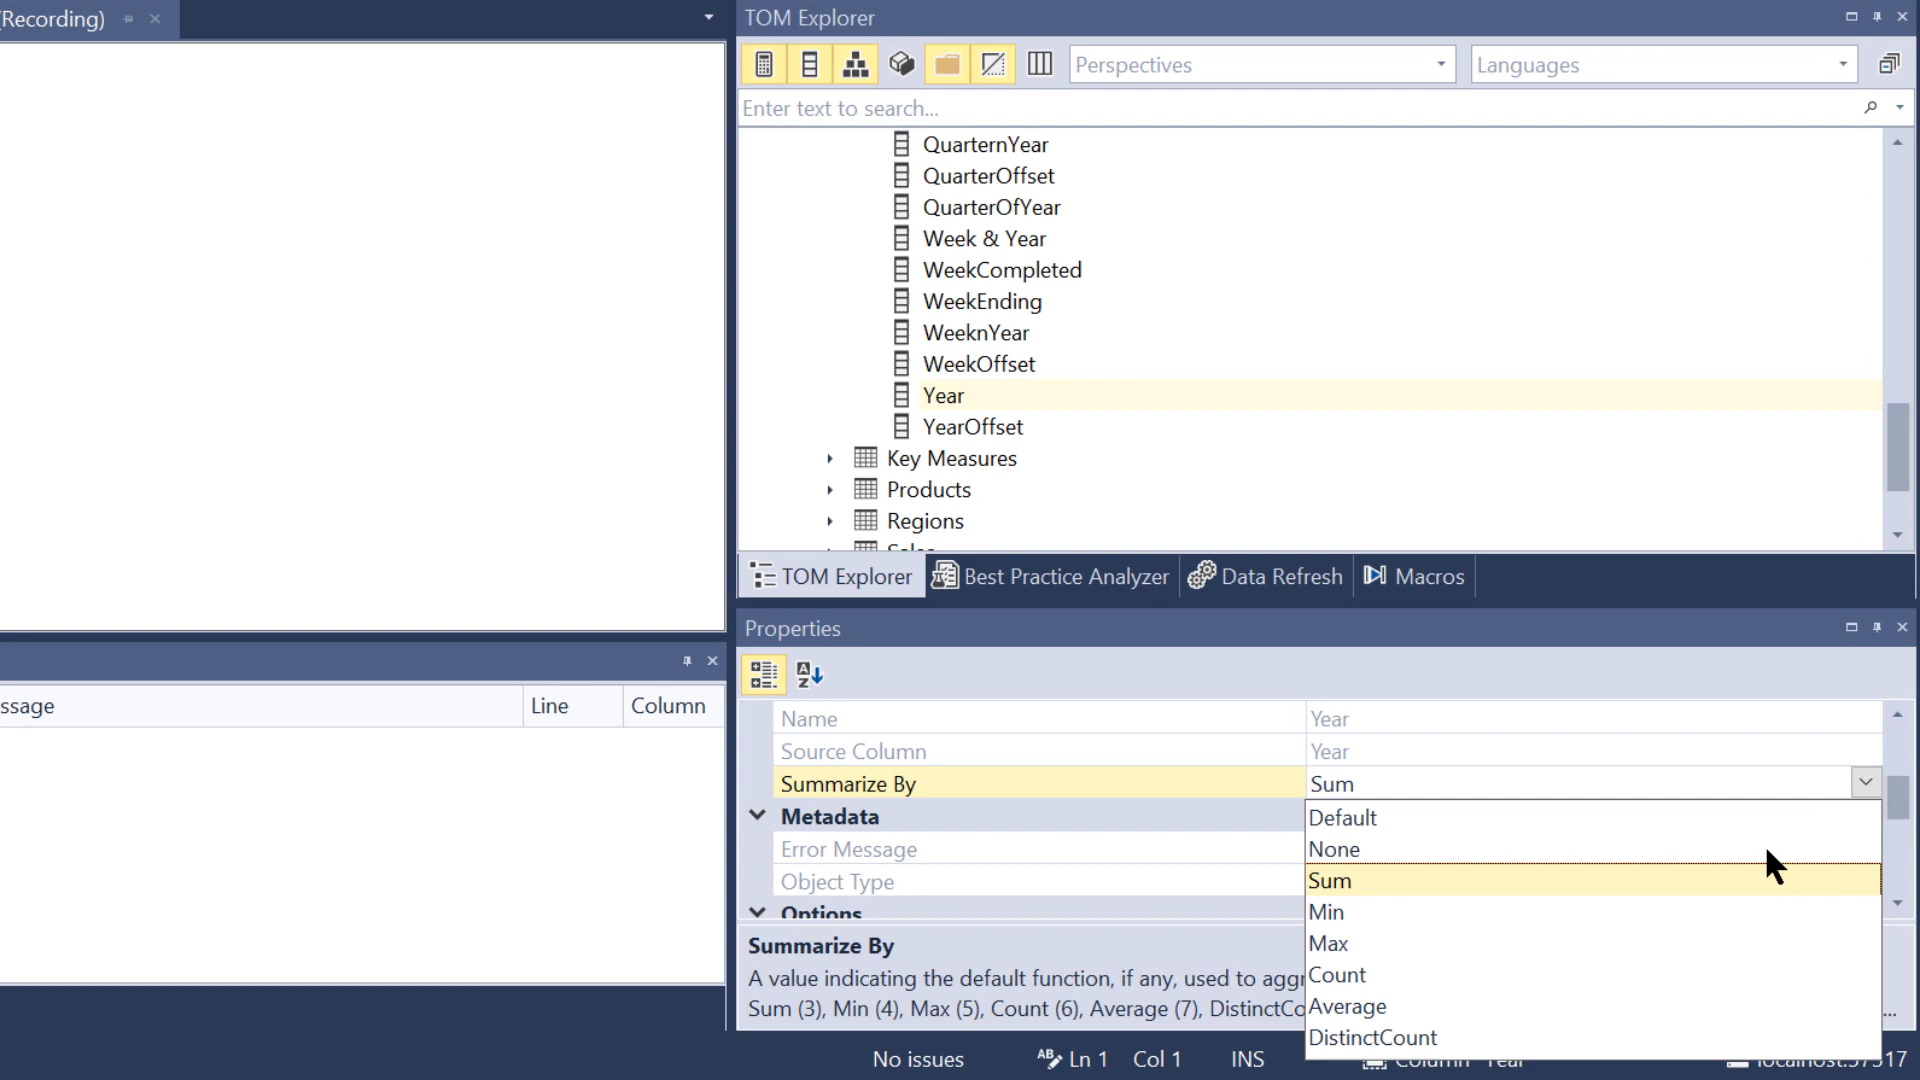 Recording)
TOM Explorer
Perspectives
Languages
Enter text to search...
QuarternYear
QuarterOffset
QuarterOfYear
Week & Year
WeekCompleted
WeekEnding
WeeknYear
WeekOffset
Year
YearOffset
Key Measures
Products
Regions
Sales
TOM Explorer
Best Practice Analyzer
Data Refresh
Macros
Properties
ssage
Line
Column
Name
Year
Source Column
Year
Summarize By
Sum
Metadata
Error Message
Object Type
Options
Default
None
Sum
Min
Max
Count
Average
DistinctCount
Summarize By
A value indicating the default function, if any, used to aggr
Sum (3), Min (4), Max (5), Count (6), Average (7), DistinctCo
...
No issues
Ln 1
Col 1
INS
Column
Year